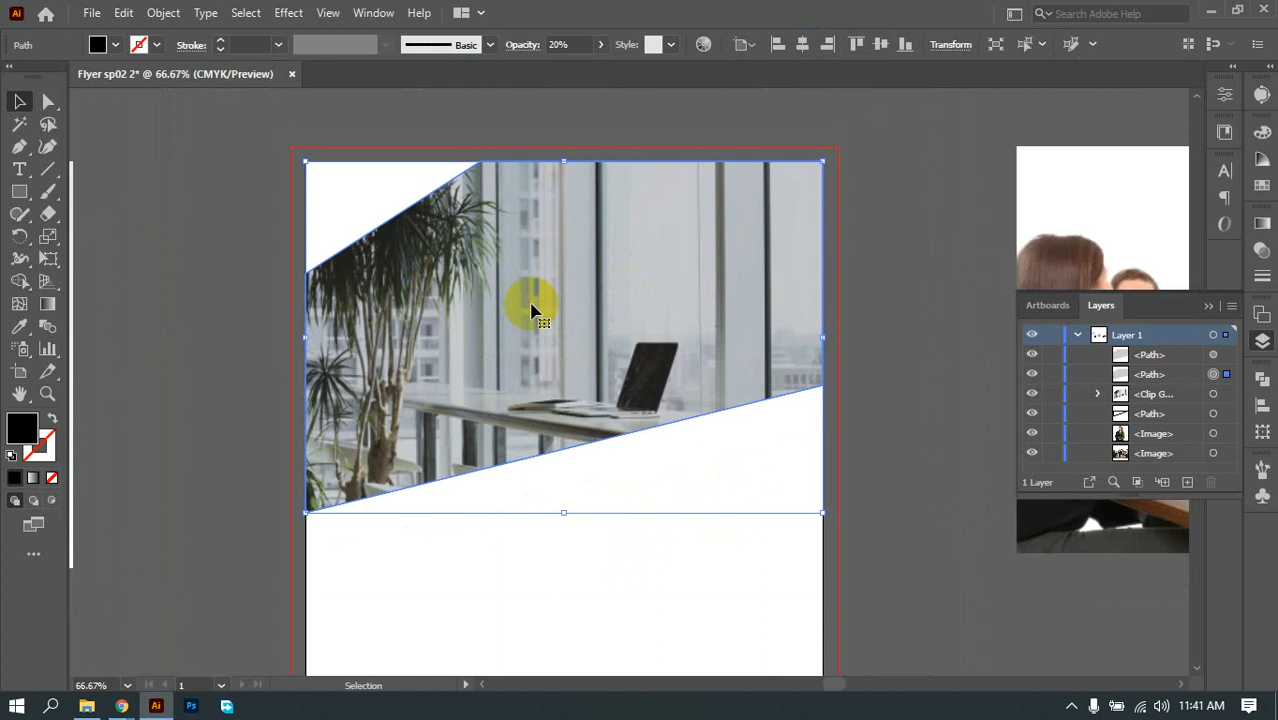 Ai File Edit Object Type Select Effect View Window Help Search Adobe Help
Path Stroke: Basic Opacity: 20% Style: Transform
Flyer sp02 2* @ 66.67% (CMYK/Preview) ×
Artboards Layers
Layer 1
<Path>
<Path>
<Clip G...
<Path>
<Image>
<Image>
1 Layer
66.67% 1 Selection
Ai Ps 11:41 AM